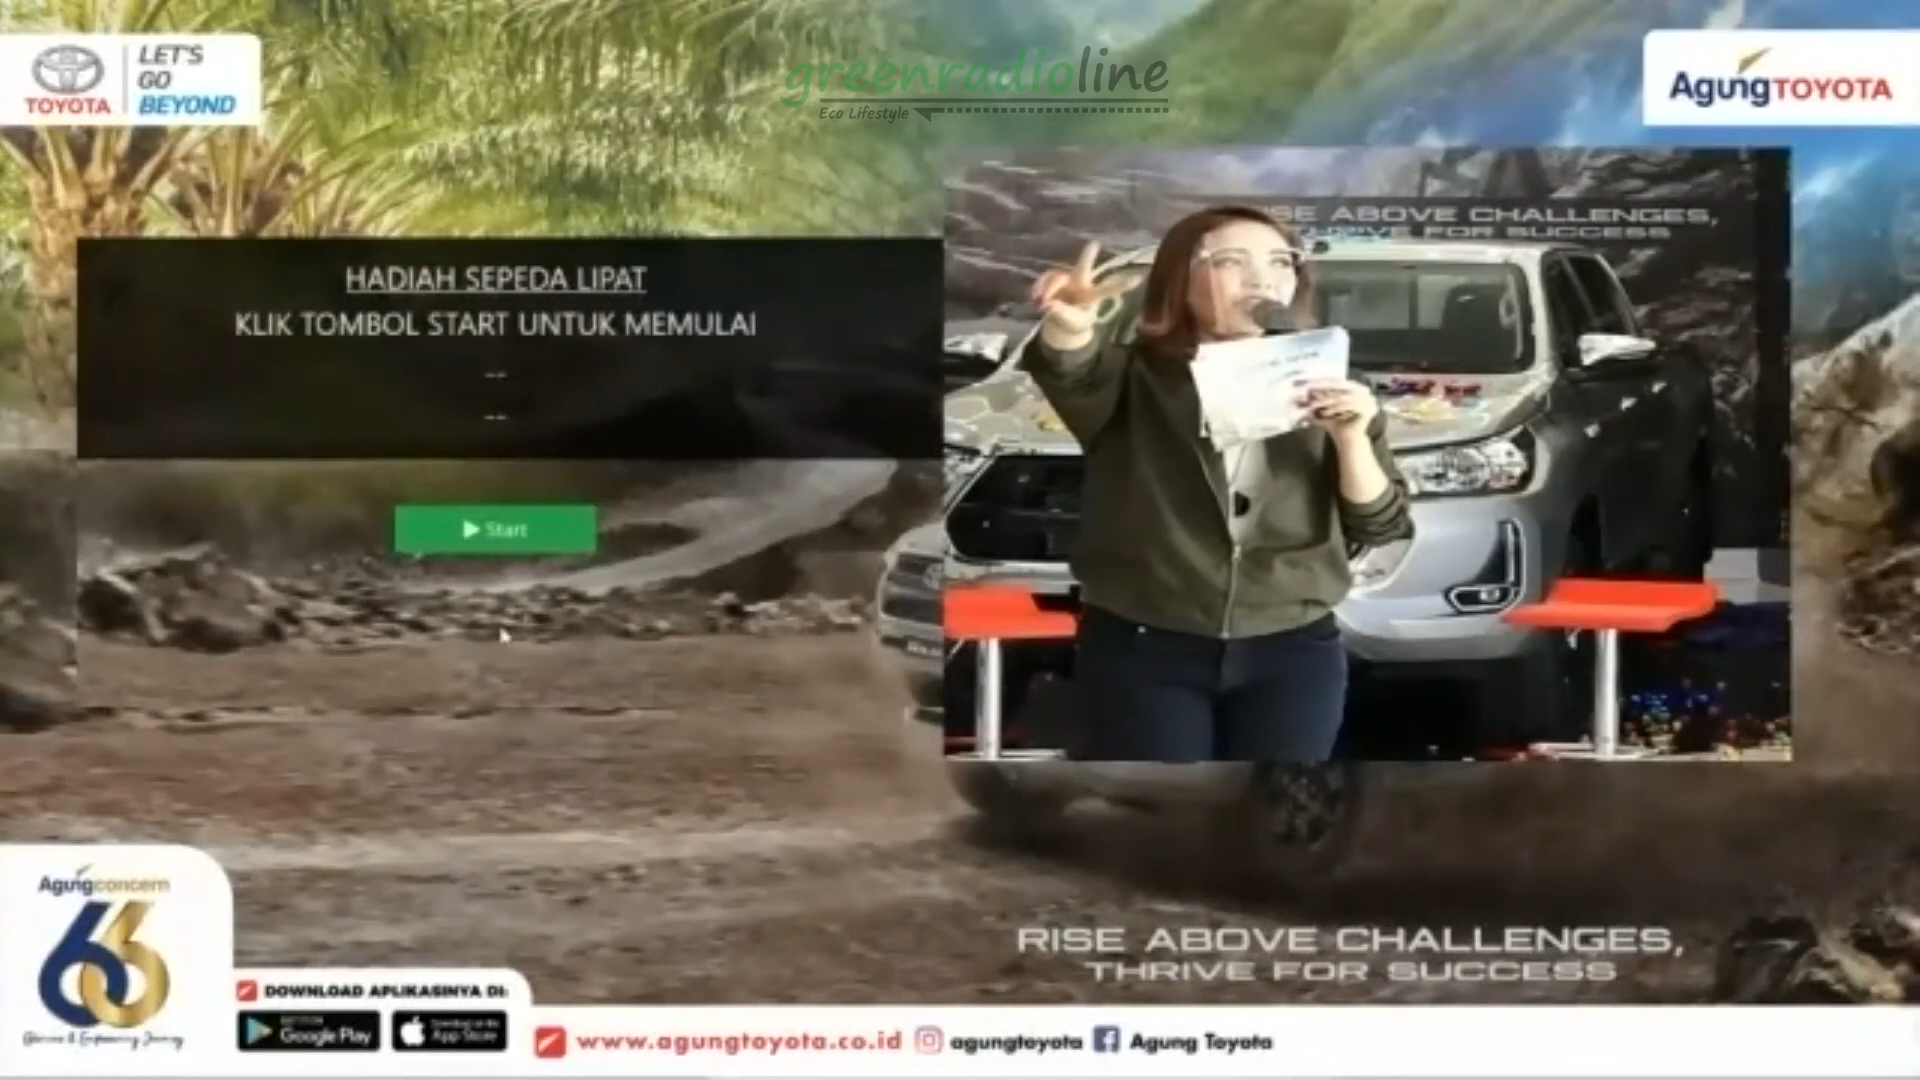 TOYOTA
LET'S
GO
BEYOND
greenradioline
Eco Lifestyle
AgungTOYOTA
HADIAH SEPEDA LIPAT
KLIK TOMBOL START UNTUK MEMULAI
--
--
Start
SE ABOVE CHALLENGES,
THRIVE FOR SUCCESS
RISE ABOVE CHALLENGES,
THRIVE FOR SUCCESS
Agungconcern
66
DOWNLOAD APLIKASINYA DI:
Google Play
App Store
www.agungtoyota.co.id
agungtoyota
Agung Toyota